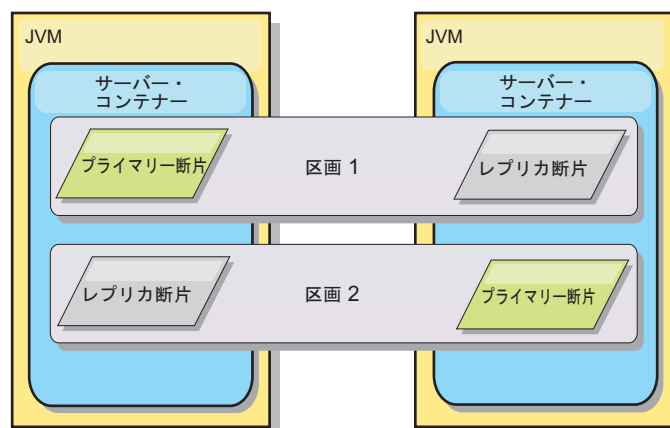 JVM
サーバー・
コンテナー
JVM
サーバー・
コンテナー
プライマリー断片
区画 1
レプリカ断片
レプリカ断片
区画 2
プライマリー断片